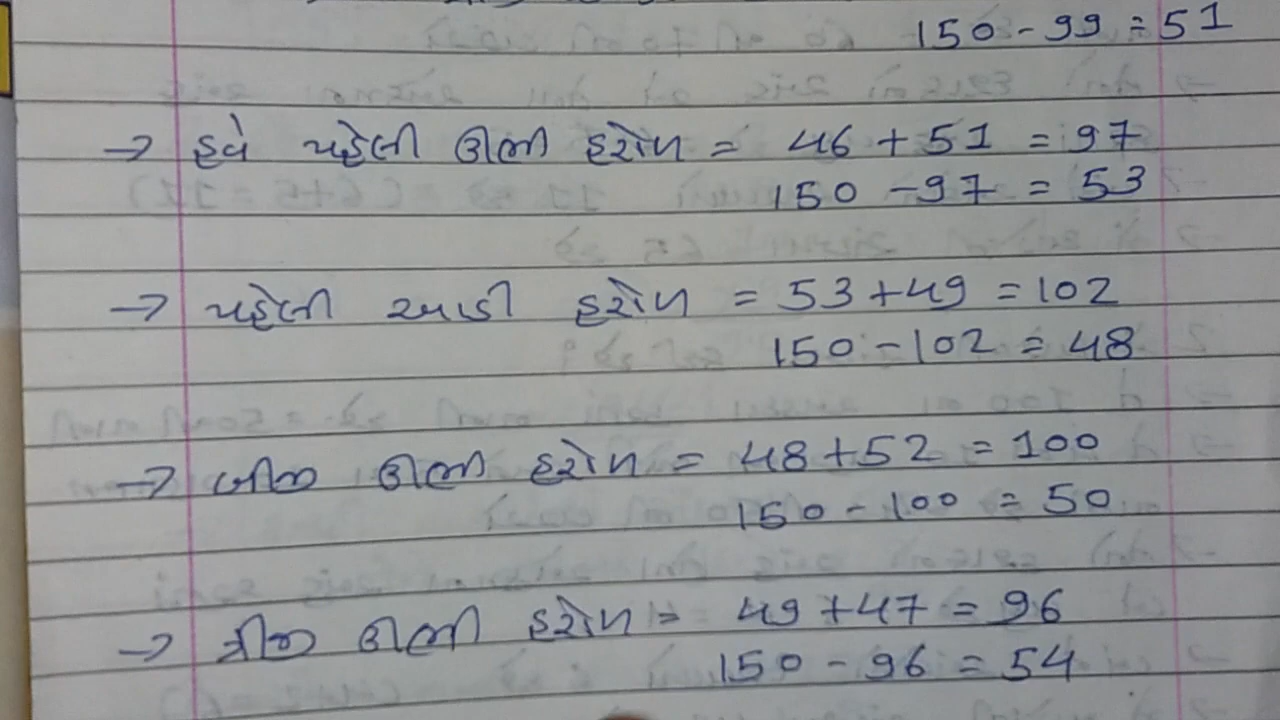 150 - 99 = 51
→ હવે પહેલી ઊભી હરોળ = 46 + 51 = 97
150 - 97 = 53
→ પહેલી આડી હરોળ = 53 + 49 = 102
150 - 102 = 48
→ બીજી ઊભી હરોળ = 48 + 52 = 100
150 - 100 = 50
→ ત્રીજી ઊભી હરોળ = 49 + 47 = 96
150 - 96 = 54